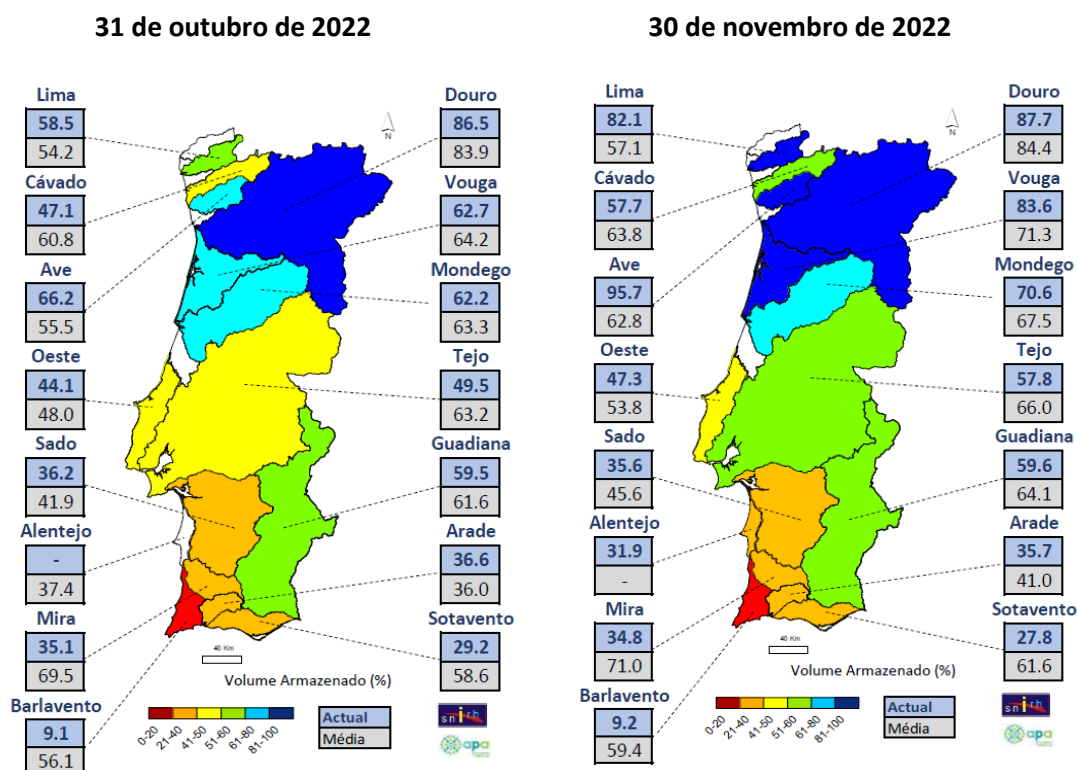 31 de outubro de 2022
Lima
58.5
54.2
Cávado
47.1
60.8
Ave
66.2
55.5
Oeste
44.1
48.0
Sado
36.2
41.9
Alentejo
-
37.4
Mira
35.1
69.5
Barlavento
9.1
56.1
N
Douro
86.5
83.9
Vouga
62.7
64.2
Mondego
62.2
63.3
Tejo
49.5
63.2
Guadiana
59.5
61.6
Arade
36.6
36.0
Sotavento
29.2
58.6
40 Km
Volume Armazenado (%)
0-20
21-40
41-50
51-60
61-80
81-100
Actual
Média
snirh
apa
30 de novembro de 2022
Lima
82.1
57.1
Cávado
57.7
63.8
Ave
95.7
62.8
Oeste
47.3
53.8
Sado
35.6
45.6
Alentejo
31.9
-
Mira
34.8
71.0
Barlavento
9.2
59.4
N
Douro
87.7
84.4
Vouga
83.6
71.3
Mondego
70.6
67.5
Tejo
57.8
66.0
Guadiana
59.6
64.1
Arade
35.7
41.0
Sotavento
27.8
61.6
40 Km
Volume Armazenado (%)
0-20
21-40
41-50
51-60
61-80
81-100
Actual
Média
snirh
apa